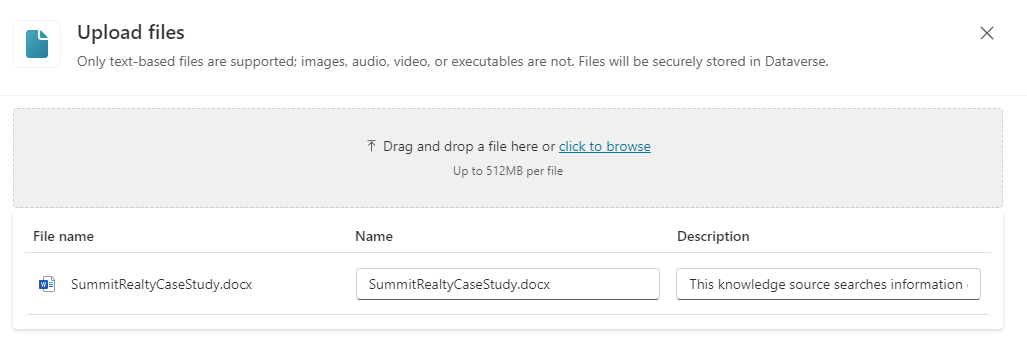 Upload files
Only text-based files are supported; images, audio, video, or executables are not. Files will be securely stored in Dataverse.
Drag and drop a file here or click to browse
Up to 512MB per file
File name Name Description
SummitRealtyCaseStudy.docx SummitRealtyCaseStudy.docx This knowledge source searches information